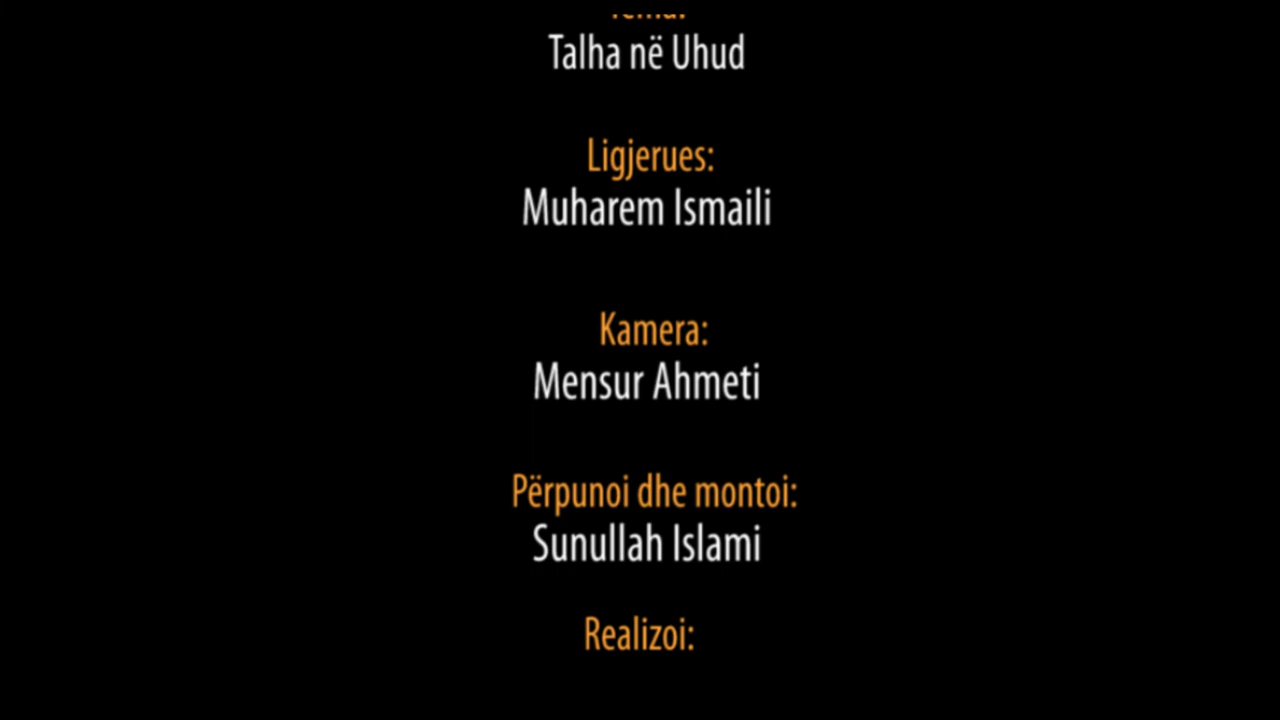 Talha në Uhud
Ligjerues:
Muharem Ismaili
Kamera:
Mensur Ahmeti
Përpunoi dhe montoi:
Sunullah Islami
Realizoi: